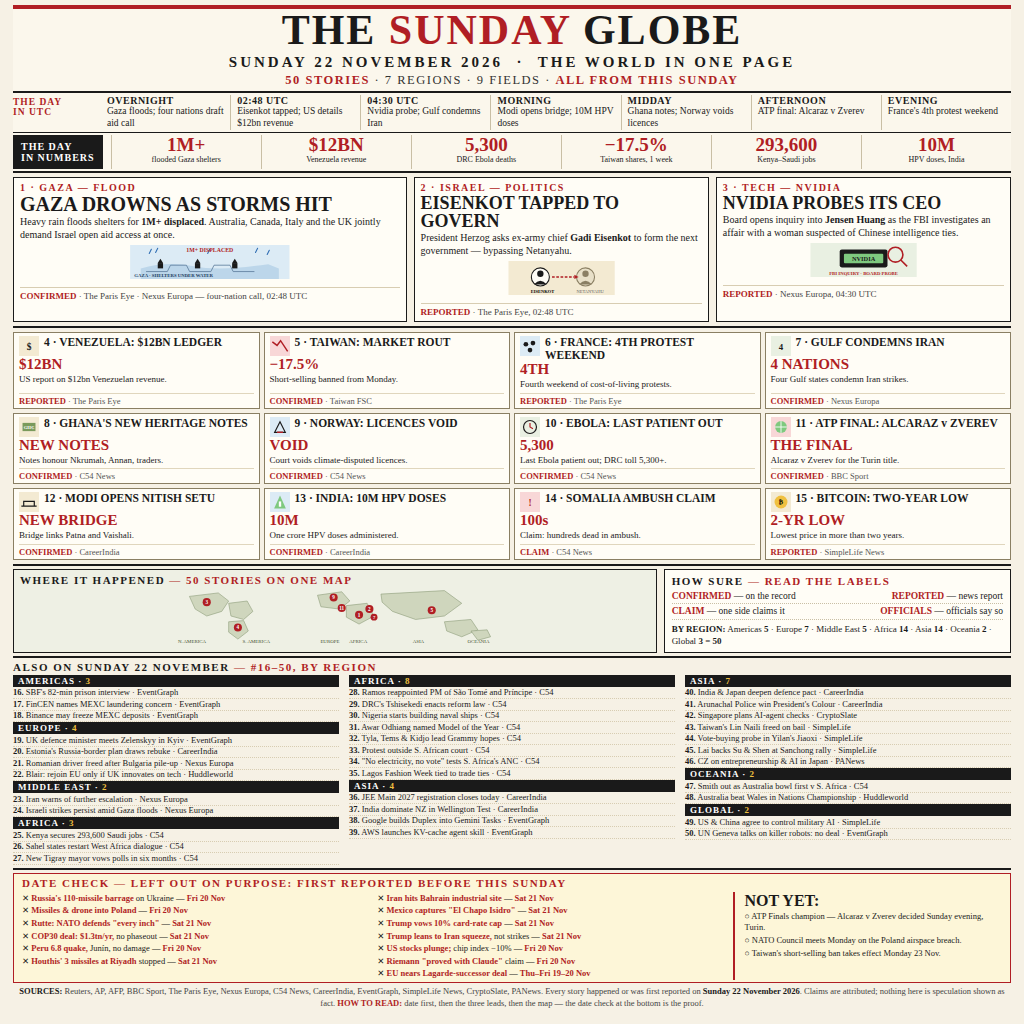 THE SUNDAY GLOBE
SUNDAY 22 NOVEMBER 2026 · THE WORLD IN ONE PAGE
50 STORIES · 7 REGIONS · 9 FIELDS · ALL FROM THIS SUNDAY
THE DAY
IN UTC
OVERNIGHT
Gaza floods; four nations draft
aid call
02:48 UTC
Eisenkot tapped; US details
$12bn revenue
04:30 UTC
Nvidia probe; Gulf condemns
Iran
MORNING
Modi opens bridge; 10M HPV
doses
MIDDAY
Ghana notes; Norway voids
licences
AFTERNOON
ATP final: Alcaraz v Zverev
EVENING
France's 4th protest weekend
THE DAY
IN NUMBERS
1M+
flooded Gaza shelters
$12BN
Venezuela revenue
5,300
DRC Ebola deaths
−17.5%
Taiwan shares, 1 week
293,600
Kenya–Saudi jobs
10M
HPV doses, India
1 · GAZA — FLOOD
GAZA DROWNS AS STORMS HIT
Heavy rain floods shelters for 1M+ displaced. Australia, Canada, Italy and the UK jointly
demand Israel open aid access at once.
1M+ DISPLACED
GAZA · SHELTERS UNDER WATER
CONFIRMED · The Paris Eye · Nexus Europa — four-nation call, 02:48 UTC
2 · ISRAEL — POLITICS
EISENKOT TAPPED TO
GOVERN
President Herzog asks ex-army chief Gadi Eisenkot to form the next
government — bypassing Netanyahu.
EISENKOT
NETANYAHU
REPORTED · The Paris Eye, 02:48 UTC
3 · TECH — NVIDIA
NVIDIA PROBES ITS CEO
Board opens inquiry into Jensen Huang as the FBI investigates an
affair with a woman suspected of Chinese intelligence ties.
NVIDIA
FBI INQUIRY · BOARD PROBE
REPORTED · Nexus Europa, 04:30 UTC
$
4 · VENEZUELA: $12BN LEDGER
$12BN
US report on $12bn Venezuelan revenue.
REPORTED · The Paris Eye
5 · TAIWAN: MARKET ROUT
−17.5%
Short-selling banned from Monday.
CONFIRMED · Taiwan FSC
6 · FRANCE: 4TH PROTEST
WEEKEND
4TH
Fourth weekend of cost-of-living protests.
REPORTED · The Paris Eye
4
7 · GULF CONDEMNS IRAN
4 NATIONS
Four Gulf states condemn Iran strikes.
CONFIRMED · Nexus Europa
8 · GHANA'S NEW HERITAGE NOTES
NEW NOTES
Notes honour Nkrumah, Annan, traders.
CONFIRMED · C54 News
9 · NORWAY: LICENCES VOID
VOID
Court voids climate-disputed licences.
CONFIRMED · C54 News
10 · EBOLA: LAST PATIENT OUT
5,300
Last Ebola patient out; DRC toll 5,300+.
CONFIRMED · C54 News
11 · ATP FINAL: ALCARAZ v ZVEREV
THE FINAL
Alcaraz v Zverev for the Turin title.
CONFIRMED · BBC Sport
12 · MODI OPENS NITISH SETU
NEW BRIDGE
Bridge links Patna and Vaishali.
CONFIRMED · CareerIndia
13 · INDIA: 10M HPV DOSES
10M
One crore HPV doses administered.
CONFIRMED · CareerIndia
!
14 · SOMALIA AMBUSH CLAIM
100s
Claim: hundreds dead in ambush.
CLAIM · C54 News
₿
15 · BITCOIN: TWO-YEAR LOW
2-YR LOW
Lowest price in more than two years.
REPORTED · SimpleLife News
WHERE IT HAPPENED — 50 STORIES ON ONE MAP
N. AMERICA
S. AMERICA
EUROPE
AFRICA
ASIA
OCEANIA
HOW SURE — READ THE LABELS
CONFIRMED — on the record
REPORTED — news report
CLAIM — one side claims it
OFFICIALS — officials say so
BY REGION: Americas 5 · Europe 7 · Middle East 5 · Africa 14 · Asia 14 · Oceania 2 ·
Global 3 = 50
ALSO ON SUNDAY 22 NOVEMBER — #16–50, BY REGION
AMERICAS · 3
16. SBF's 82-min prison interview · EventGraph
17. FinCEN names MEXC laundering concern · EventGraph
18. Binance may freeze MEXC deposits · EventGraph
EUROPE · 4
19. UK defence minister meets Zelenskyy in Kyiv · EventGraph
20. Estonia's Russia-border plan draws rebuke · CareerIndia
21. Romanian driver freed after Bulgaria pile-up · Nexus Europa
22. Blair: rejoin EU only if UK innovates on tech · Huddleworld
MIDDLE EAST · 2
23. Iran warns of further escalation · Nexus Europa
24. Israeli strikes persist amid Gaza floods · Nexus Europa
AFRICA · 3
25. Kenya secures 293,600 Saudi jobs · C54
26. Sahel states restart West Africa dialogue · C54
27. New Tigray mayor vows polls in six months · C54
AFRICA · 8
28. Ramos reappointed PM of São Tomé and Príncipe · C54
29. DRC's Tshisekedi enacts reform law · C54
30. Nigeria starts building naval ships · C54
31. Awar Odhiang named Model of the Year · C54
32. Tyla, Tems & Kidjo lead Grammy hopes · C54
33. Protest outside S. African court · C54
34. "No electricity, no vote" tests S. Africa's ANC · C54
35. Lagos Fashion Week tied to trade ties · C54
ASIA · 4
36. JEE Main 2027 registration closes today · CareerIndia
37. India dominate NZ in Wellington Test · CareerIndia
38. Google builds Duplex into Gemini Tasks · EventGraph
39. AWS launches KV-cache agent skill · EventGraph
ASIA · 7
40. India & Japan deepen defence pact · CareerIndia
41. Arunachal Police win President's Colour · CareerIndia
42. Singapore plans AI-agent checks · CryptoSlate
43. Taiwan's Lin Naili freed on bail · SimpleLife
44. Vote-buying probe in Yilan's Jiaoxi · SimpleLife
45. Lai backs Su & Shen at Sanchong rally · SimpleLife
46. CZ on entrepreneurship & AI in Japan · PANews
OCEANIA · 2
47. Smith out as Australia bowl first v S. Africa · C54
48. Australia beat Wales in Nations Championship · Huddleworld
GLOBAL · 2
49. US & China agree to control military AI · SimpleLife
50. UN Geneva talks on killer robots: no deal · EventGraph
DATE CHECK — LEFT OUT ON PURPOSE: FIRST REPORTED BEFORE THIS SUNDAY
✕ Russia's 110-missile barrage on Ukraine — Fri 20 Nov
✕ Missiles & drone into Poland — Fri 20 Nov
✕ Rutte: NATO defends "every inch" — Sat 21 Nov
✕ COP30 deal: $1.3tn/yr, no phaseout — Sat 21 Nov
✕ Peru 6.8 quake, Junín, no damage — Fri 20 Nov
✕ Houthis' 3 missiles at Riyadh stopped — Sat 21 Nov
✕ Iran hits Bahrain industrial site — Sat 21 Nov
✕ Mexico captures "El Chapo Isidro" — Sat 21 Nov
✕ Trump vows 10% card-rate cap — Sat 21 Nov
✕ Trump leans to Iran squeeze, not strikes — Sat 21 Nov
✕ US stocks plunge; chip index −10% — Fri 20 Nov
✕ Riemann "proved with Claude" claim — Fri 20 Nov
✕ EU nears Lagarde-successor deal — Thu–Fri 19–20 Nov
NOT YET:
○ ATP Finals champion — Alcaraz v Zverev decided Sunday evening,
Turin.
○ NATO Council meets Monday on the Poland airspace breach.
○ Taiwan's short-selling ban takes effect Monday 23 Nov.
SOURCES: Reuters, AP, AFP, BBC Sport, The Paris Eye, Nexus Europa, C54 News, CareerIndia, EventGraph, SimpleLife News, CryptoSlate, PANews. Every story happened or was first reported on Sunday 22 November 2026. Claims are attributed; nothing here is speculation shown as
fact. HOW TO READ: date first, then the three leads, then the map — the date check at the bottom is the proof.